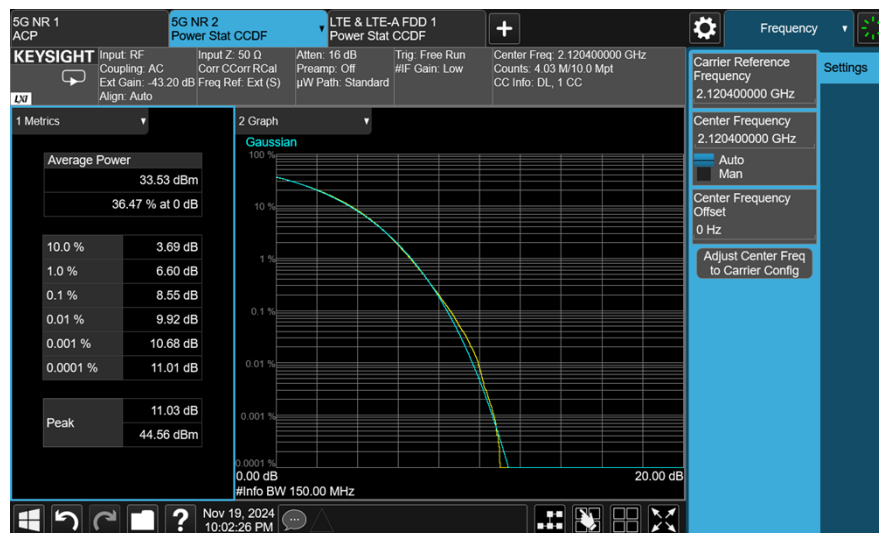 5G NR 1
ACP
5G NR 2
Power Stat CCDF
LTE & LTE-A FDD 1
Power Stat CCDF
Frequency
KEYSIGHT
LXI
Input: RF
Coupling: AC
Ext Gain: -43.20 dB
Align: Auto
Input Z: 50 Ω
Corr CCorr RCal
Freq Ref: Ext (S)
Atten: 16 dB
Preamp: Off
µW Path: Standard
Trig: Free Run
#IF Gain: Low
Center Freq: 2.120400000 GHz
Counts: 4.03 M/10.0 Mpt
CC Info: DL, 1 CC
1 Metrics
Average Power
33.53 dBm
36.47 % at 0 dB
10.0 % 3.69 dB
1.0 % 6.60 dB
0.1 % 8.55 dB
0.01 % 9.92 dB
0.001 % 10.68 dB
0.0001 % 11.01 dB
Peak
11.03 dB
44.56 dBm
2 Graph
Gaussian
100 %
10 %
1 %
0.1 %
0.01 %
0.001 %
0.0001 %
0.00 dB 20.00 dB
#Info BW 150.00 MHz
Carrier Reference
Frequency
2.120400000 GHz
Center Frequency
2.120400000 GHz
Auto
Man
Center Frequency
Offset
0 Hz
Adjust Center Freq
to Carrier Config
Settings
?
Nov 19, 2024
10:02:26 PM